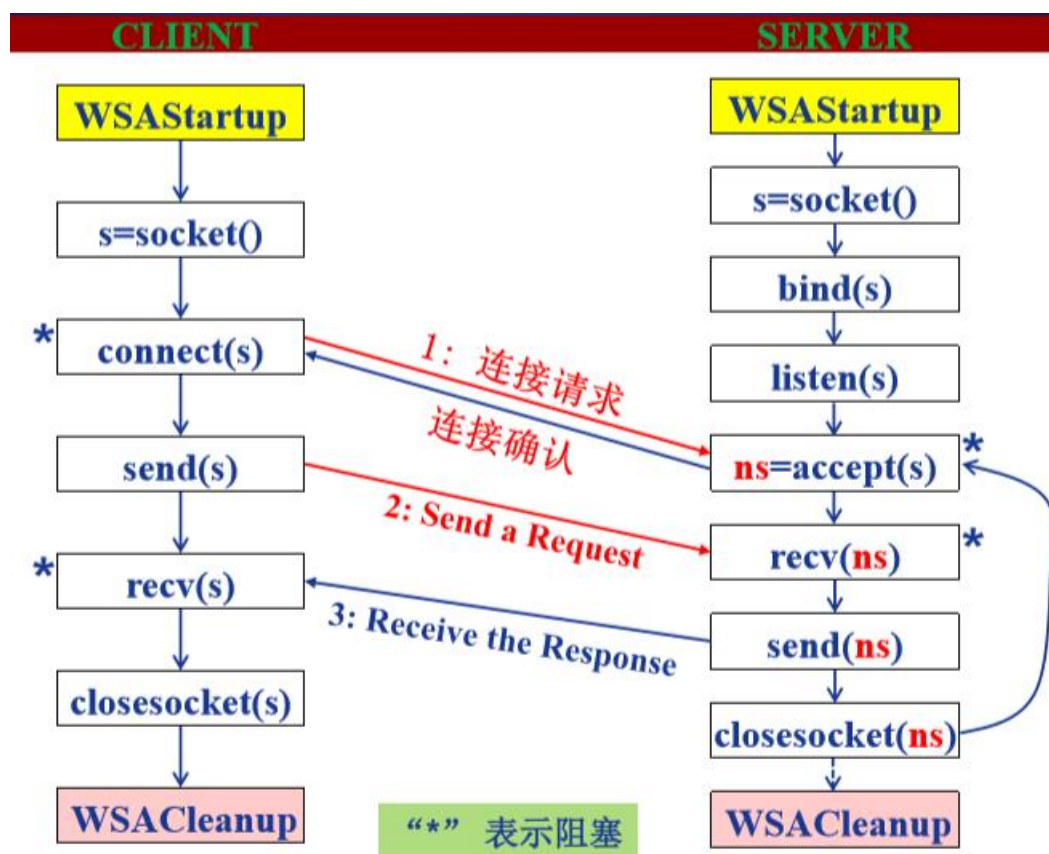 CLIENT
SERVER
WSAStartup
s=socket()
* connect(s)
send(s)
* recv(s)
closesocket(s)
WSACleanup
1: 连接请求
连接确认
2: Send a Request
3: Receive the Response
WSAStartup
s=socket()
bind(s)
listen(s)
ns=accept(s) *
recv(ns) *
send(ns)
closesocket(ns)
WSACleanup
“*” 表示阻塞